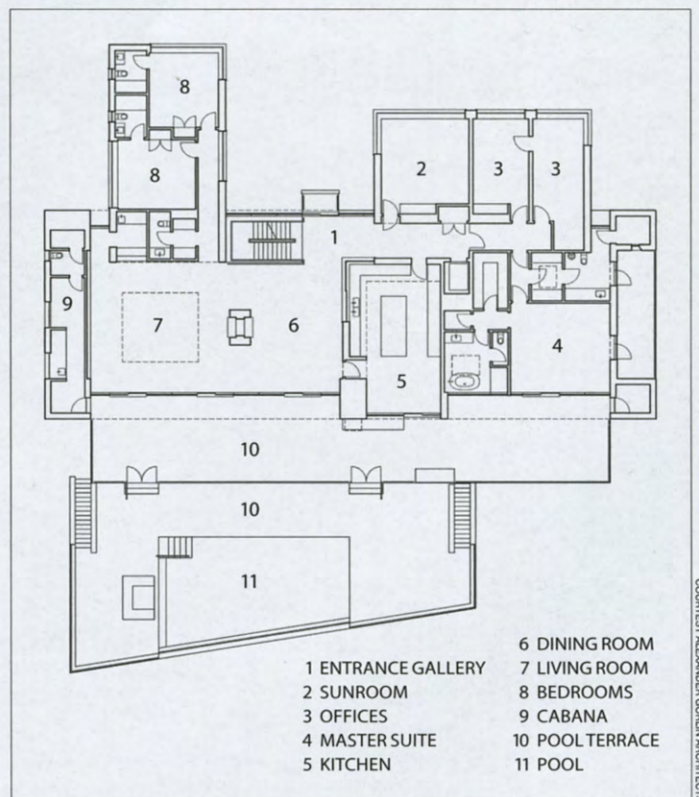 8
8
2
3
3
1
9
7
6
4
5
10
10
11
1 ENTRANCE GALLERY
2 SUNROOM
3 OFFICES
4 MASTER SUITE
5 KITCHEN
6 DINING ROOM
7 LIVING ROOM
8 BEDROOMS
9 CABANA
10 POOL TERRACE
11 POOL